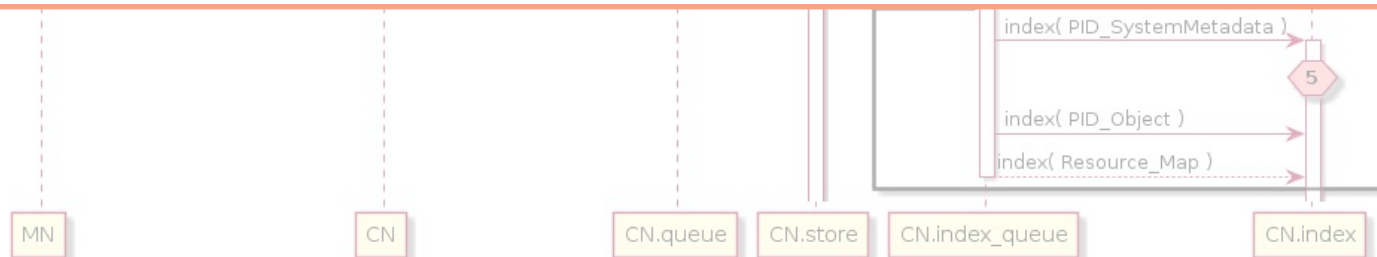 index( PID_SystemMetadata )
5
index( PID_Object )
index( Resource_Map )
MN CN CN.queue CN.store CN.index_queue CN.index